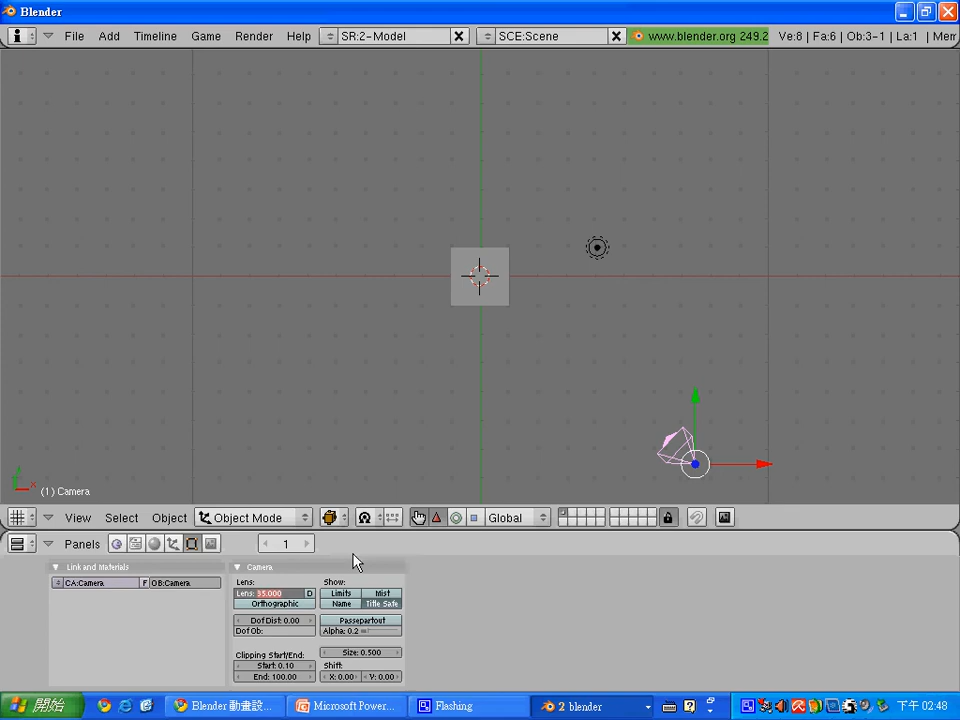 Blender
File Add Timeline Game Render Help SR:2-Model SCE:Scene www.blender.org 249.2 Ve:8 | Fa:6 | Ob:3-1 | La:1 | Mem
x
(1) Camera
View Select Object Object Mode Global
Panels 1
Link and Materials Camera
CA:Camera F OB:Camera
Lens: Show:
Lens: 35.000 D Limits Mist
Orthographic Name Title Safe
Dof Dist: 0.00 Passepartout
Dof Ob: Alpha: 0.2
Clipping Start/End: Size: 0.500
Start: 0.10 Shift:
End: 100.00 X: 0.00 Y: 0.00
開始 Blender 動畫設... Microsoft Power... Flashing 2 blender 下午 02:48